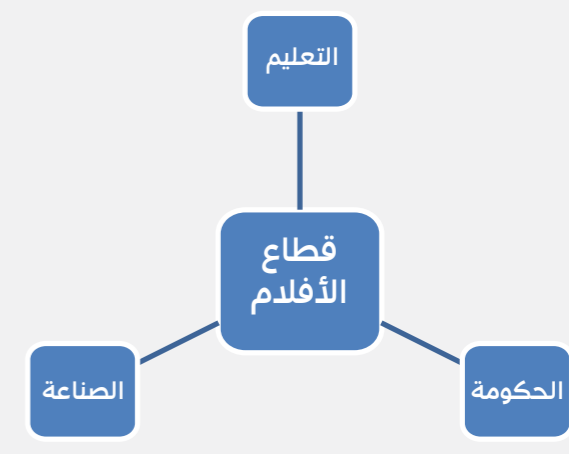 التعليم
قطاع
الأفلام
الحكومة
الصناعة